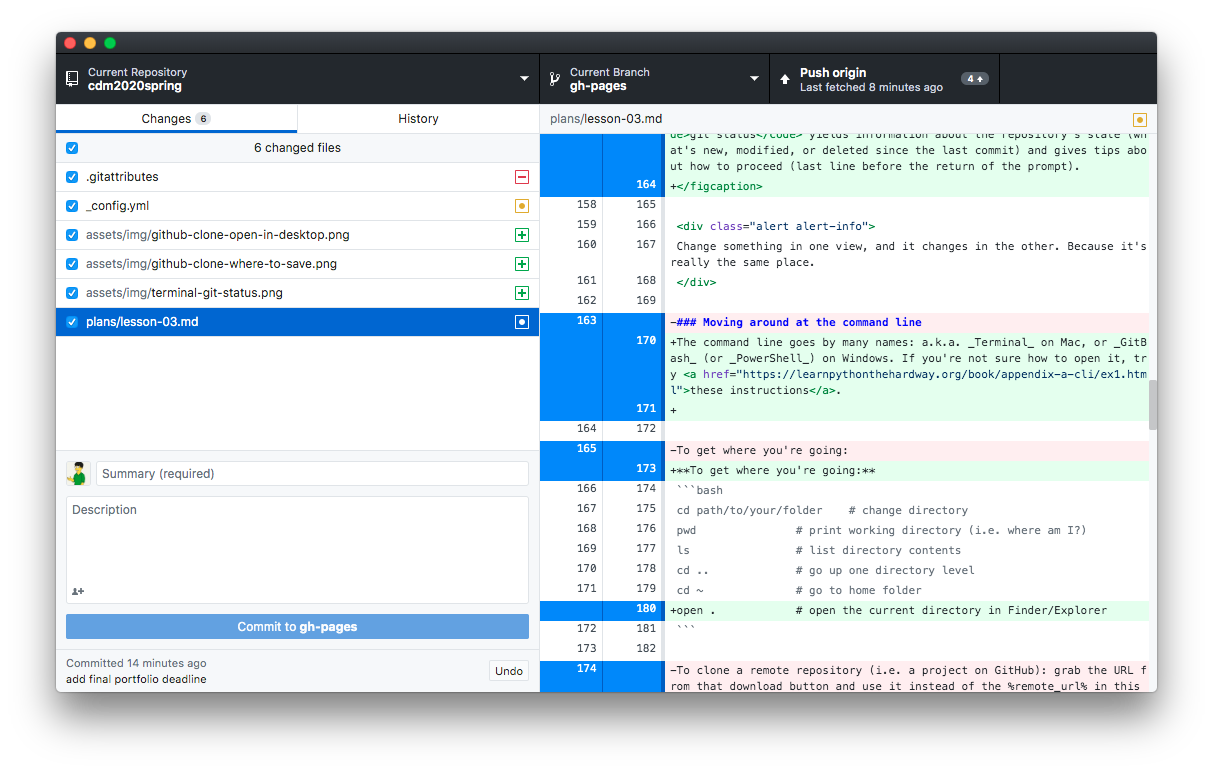 Current Repository
cdm2020spring
Current Branch
gh-pages
Push origin
Last fetched 8 minutes ago
4
Changes 6
History
6 changed files
.gitattributes
_config.yml
assets/img/github-clone-open-in-desktop.png
assets/img/github-clone-where-to-save.png
assets/img/terminal-git-status.png
plans/lesson-03.md
Summary (required)
Description
Commit to gh-pages
Committed 14 minutes ago
add final portfolio deadline
Undo
plans/lesson-03.md
de>git status</code> yields information about the repository's state (wh
at's new, modified, or deleted since the last commit) and gives tips abo
ut how to proceed (last line before the return of the prompt).
164 +</figcaption>
158 165
159 166 <div class="alert alert-info">
160 167 Change something in one view, and it changes in the other. Because it's
really the same place.
161 168 </div>
162 169
163 -### Moving around at the command line
170 +The command line goes by many names: a.k.a. _Terminal_ on Mac, or _GitB
ash_ (or _PowerShell_) on Windows. If you're not sure how to open it, tr
y <a href="https://learnpythonthehardway.org/book/appendix-a-cli/ex1.htm
l">these instructions</a>.
171 +
164 172
165 -To get where you're going:
173 +**To get where you're going:**
166 174 ```bash
167 175 cd path/to/your/folder # change directory
168 176 pwd # print working directory (i.e. where am I?)
169 177 ls # list directory contents
170 178 cd .. # go up one directory level
171 179 cd ~ # go to home folder
180 +open . # open the current directory in Finder/Explorer
172 181 ```
173 182
174 -To clone a remote repository (i.e. a project on GitHub): grab the URL f
rom that download button and use it instead of the %remote_url% in this